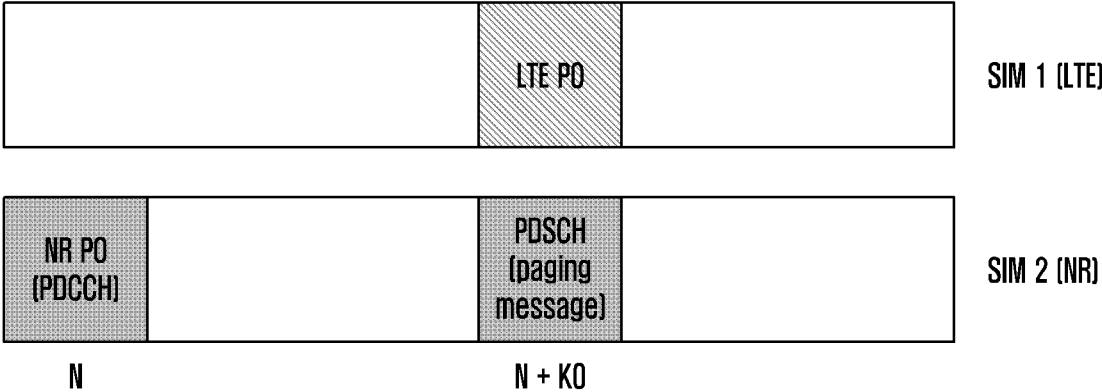 LTE PO
SIM 1 (LTE)
NR PO
(PDCCH)
PDSCH
(paging
message)
SIM 2 (NR)
N
N + K0